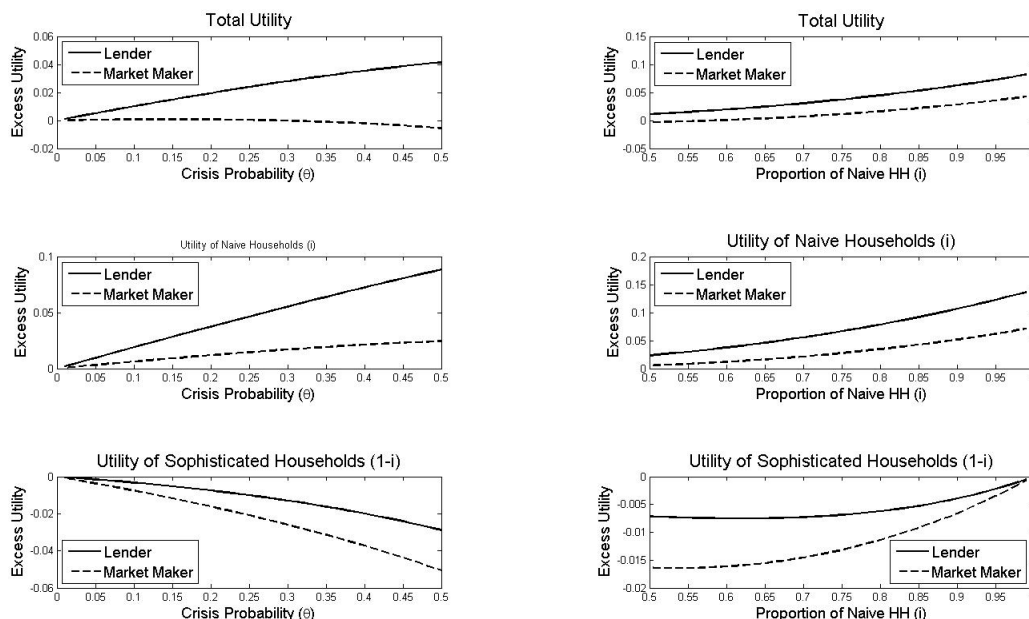 Total Utility
0.06
0.04
0.02
0
-0.02
Excess Utility
Lender
Market Maker
0 0.05 0.1 0.15 0.2 0.25 0.3 0.35 0.4 0.45 0.5
Crisis Probability (θ)
Total Utility
0.15
0.1
0.05
0
-0.05
Excess Utility
Lender
Market Maker
0.5 0.55 0.6 0.65 0.7 0.75 0.8 0.85 0.9 0.95
Proportion of Naive HH (i)
Utility of Naive Households (i)
0.1
0.05
0
Excess Utility
Lender
Market Maker
0 0.05 0.1 0.15 0.2 0.25 0.3 0.35 0.4 0.45 0.5
Crisis Probability (θ)
Utility of Naive Households (i)
0.2
0.15
0.1
0.05
0
Excess Utility
Lender
Market Maker
0.5 0.55 0.6 0.65 0.7 0.75 0.8 0.85 0.9 0.95
Proportion of Naive HH (i)
Utility of Sophisticated Households (1-i)
0
-0.02
-0.04
-0.06
Excess Utility
Lender
Market Maker
0 0.05 0.1 0.15 0.2 0.25 0.3 0.35 0.4 0.45 0.5
Crisis Probability (θ)
Utility of Sophisticated Households (1-i)
0
-0.005
-0.01
-0.015
-0.02
Excess Utility
Lender
Market Maker
0.5 0.55 0.6 0.65 0.7 0.75 0.8 0.85 0.9 0.95
Proportion of Naive HH (i)